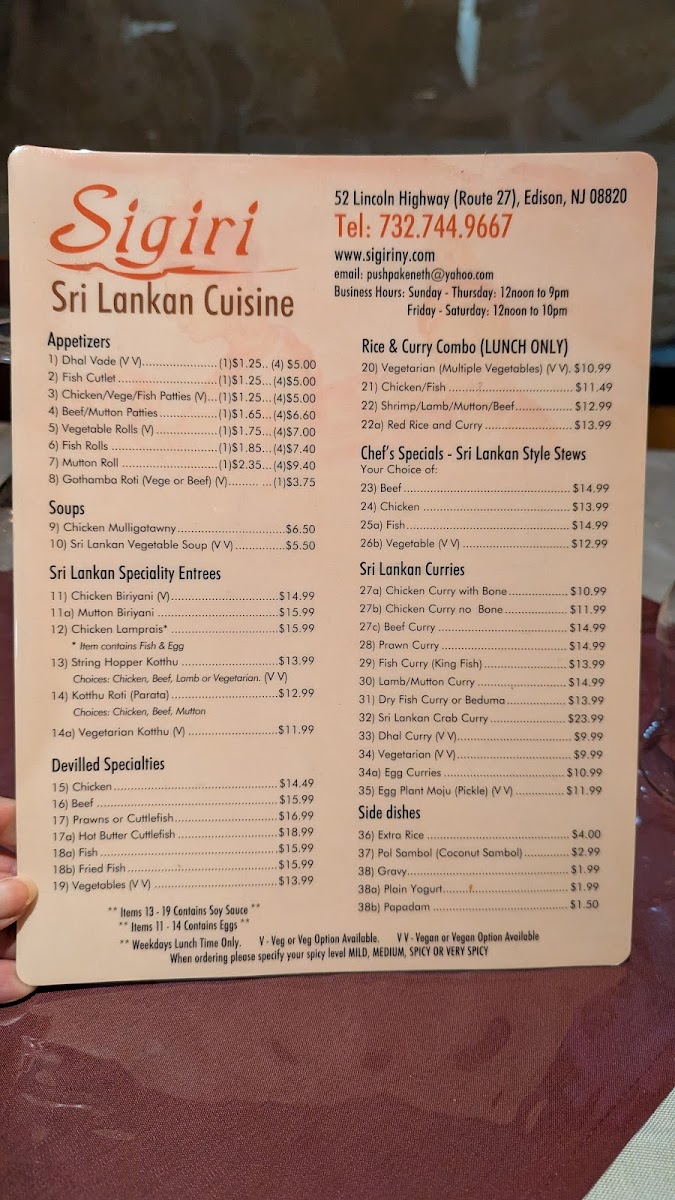 Sigiri
Sri Lankan Cuisine
52 Lincoln Highway (Route 27), Edison, NJ 08820
Tel: 732.744.9667
www.sigiriny.com
email: pushpakeneth@yahoo.com
Business Hours: Sunday - Thursday: 12noon to 9pm
Friday - Saturday: 12noon to 10pm
Appetizers
1) Dhal Vade (V V)........................(1)$1.25.. (4) $5.00
2) Fish Cutlet................................(1)$1.25...(4)$5.00
3) Chicken/Vege/Fish Patties (V)...(1)$1.25...(4)$5.00
4) Beef/Mutton Patties...................(1)$1.65...(4)$6.60
5) Vegetable Rolls (V)....................(1)$1.75...(4)$7.00
6) Fish Rolls ..................................(1)$1.85...(4)$7.40
7) Mutton Roll ..............................(1)$2.35...(4)$9.40
8) Gothamba Roti (Vege or Beef) (V)......... ...(1)$3.75
Soups
9) Chicken Mulligatawny..................................$6.50
10) Sri Lankan Vegetable Soup (V V)...............$5.50
Sri Lankan Speciality Entrees
11) Chicken Biriyani (V)...................................$14.99
11a) Mutton Biriyani .......................................$15.99
12) Chicken Lamprais* ...................................$15.99
* Item contains Fish & Egg
13) String Hopper Kotthu................................$13.99
Choices: Chicken, Beef, Lamb or Vegetarian. (V V)
14) Kotthu Roti (Parata)...................................$12.99
Choices: Chicken, Beef, Mutton
14a) Vegetarian Kotthu (V) ..............................$11.99
Devilled Specialties
15) Chicken....................................................$14.49
16) Beef .........................................................$15.99
17) Prawns or Cuttlefish.................................$16.99
17a) Hot Butter Cuttlefish................................$18.99
18a) Fish ........................................................$15.99
18b) Fried Fish................................................$15.99
19) Vegetables (V V) .......................................$13.99
Rice & Curry Combo (LUNCH ONLY)
20) Vegetarian (Multiple Vegetables) (V V). $10.99
21) Chicken/Fish ........................................$11.49
22) Shrimp/Lamb/Mutton/Beef..................$12.99
22a) Red Rice and Curry ............................$13.99
Chef's Specials - Sri Lankan Style Stews
Your Choice of:
23) Beef......................................................$14.99
24) Chicken ................................................$13.99
25a) Fish.....................................................$14.99
26b) Vegetable (V V) ...................................$12.99
Sri Lankan Curries
27a) Chicken Curry with Bone.................. $10.99
27b) Chicken Curry no Bone.................... $11.99
27c) Beef Curry ......................................... $14.99
28) Prawn Curry ........................................ $14.99
29) Fish Curry (King Fish)........................... $13.99
30) Lamb/Mutton Curry ............................ $14.99
31) Dry Fish Curry or Beduma................... $13.99
32) Sri Lankan Crab Curry......................... $23.99
33) Dhal Curry (V V)................................... $9.99
34) Vegetarian (V V)................................... $9.99
34a) Egg Curries ....................................... $10.99
35) Egg Plant Moju (Pickle) (V V) .............. $11.99
Side dishes
36) Extra Rice ............................................ $4.00
37) Pol Sambol (Coconut Sambol)............. $2.99
38) Gravy.................................................... $1.99
38a) Plain Yogurt........................................ $1.99
38b) Papadam ........................................... $1.50
** Items 13 - 19 Contains Soy Sauce **
** Items 11 - 14 Contains Eggs **
** Weekdays Lunch Time Only. V - Veg or Veg Option Available. V V - Vegan or Vegan Option Available
When ordering please specify your spicy level MILD, MEDIUM, SPICY OR VERY SPICY